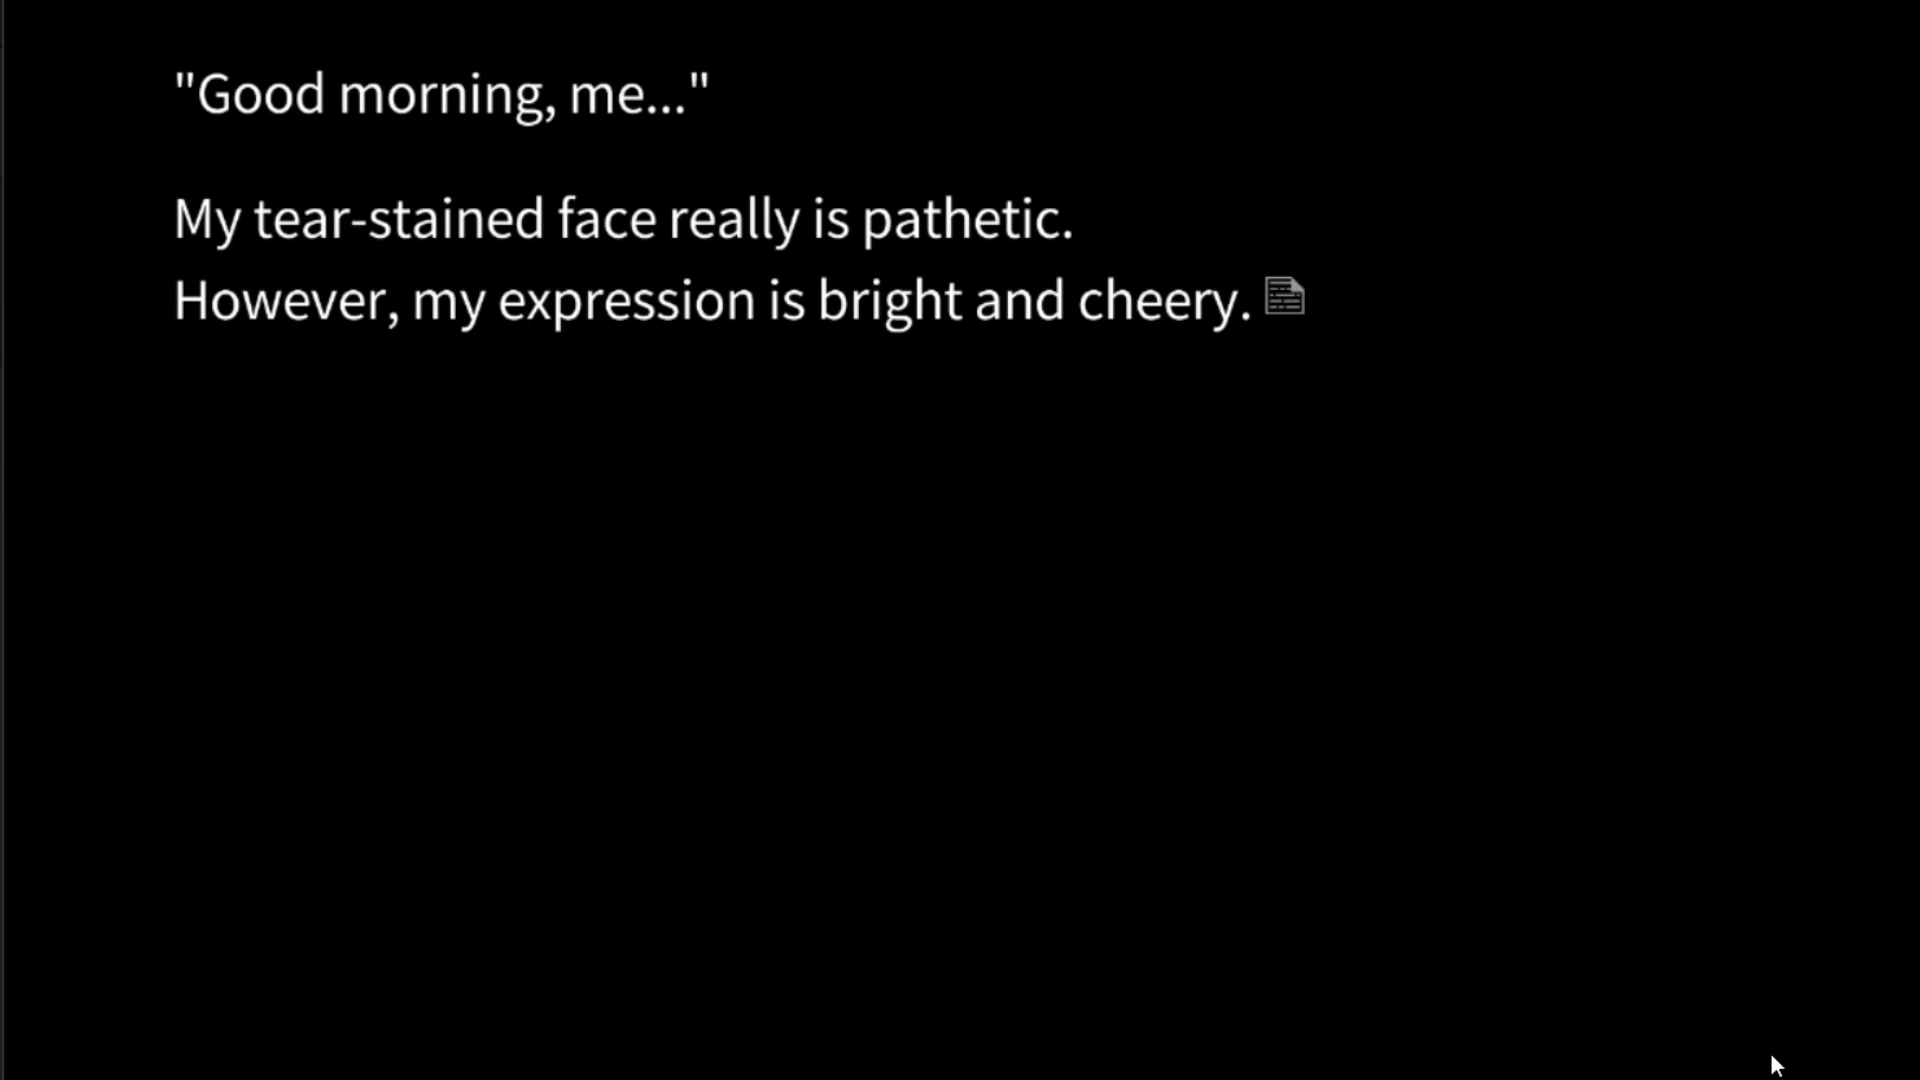 "Good morning, me..."
My tear-stained face really is pathetic.
However, my expression is bright and cheery.